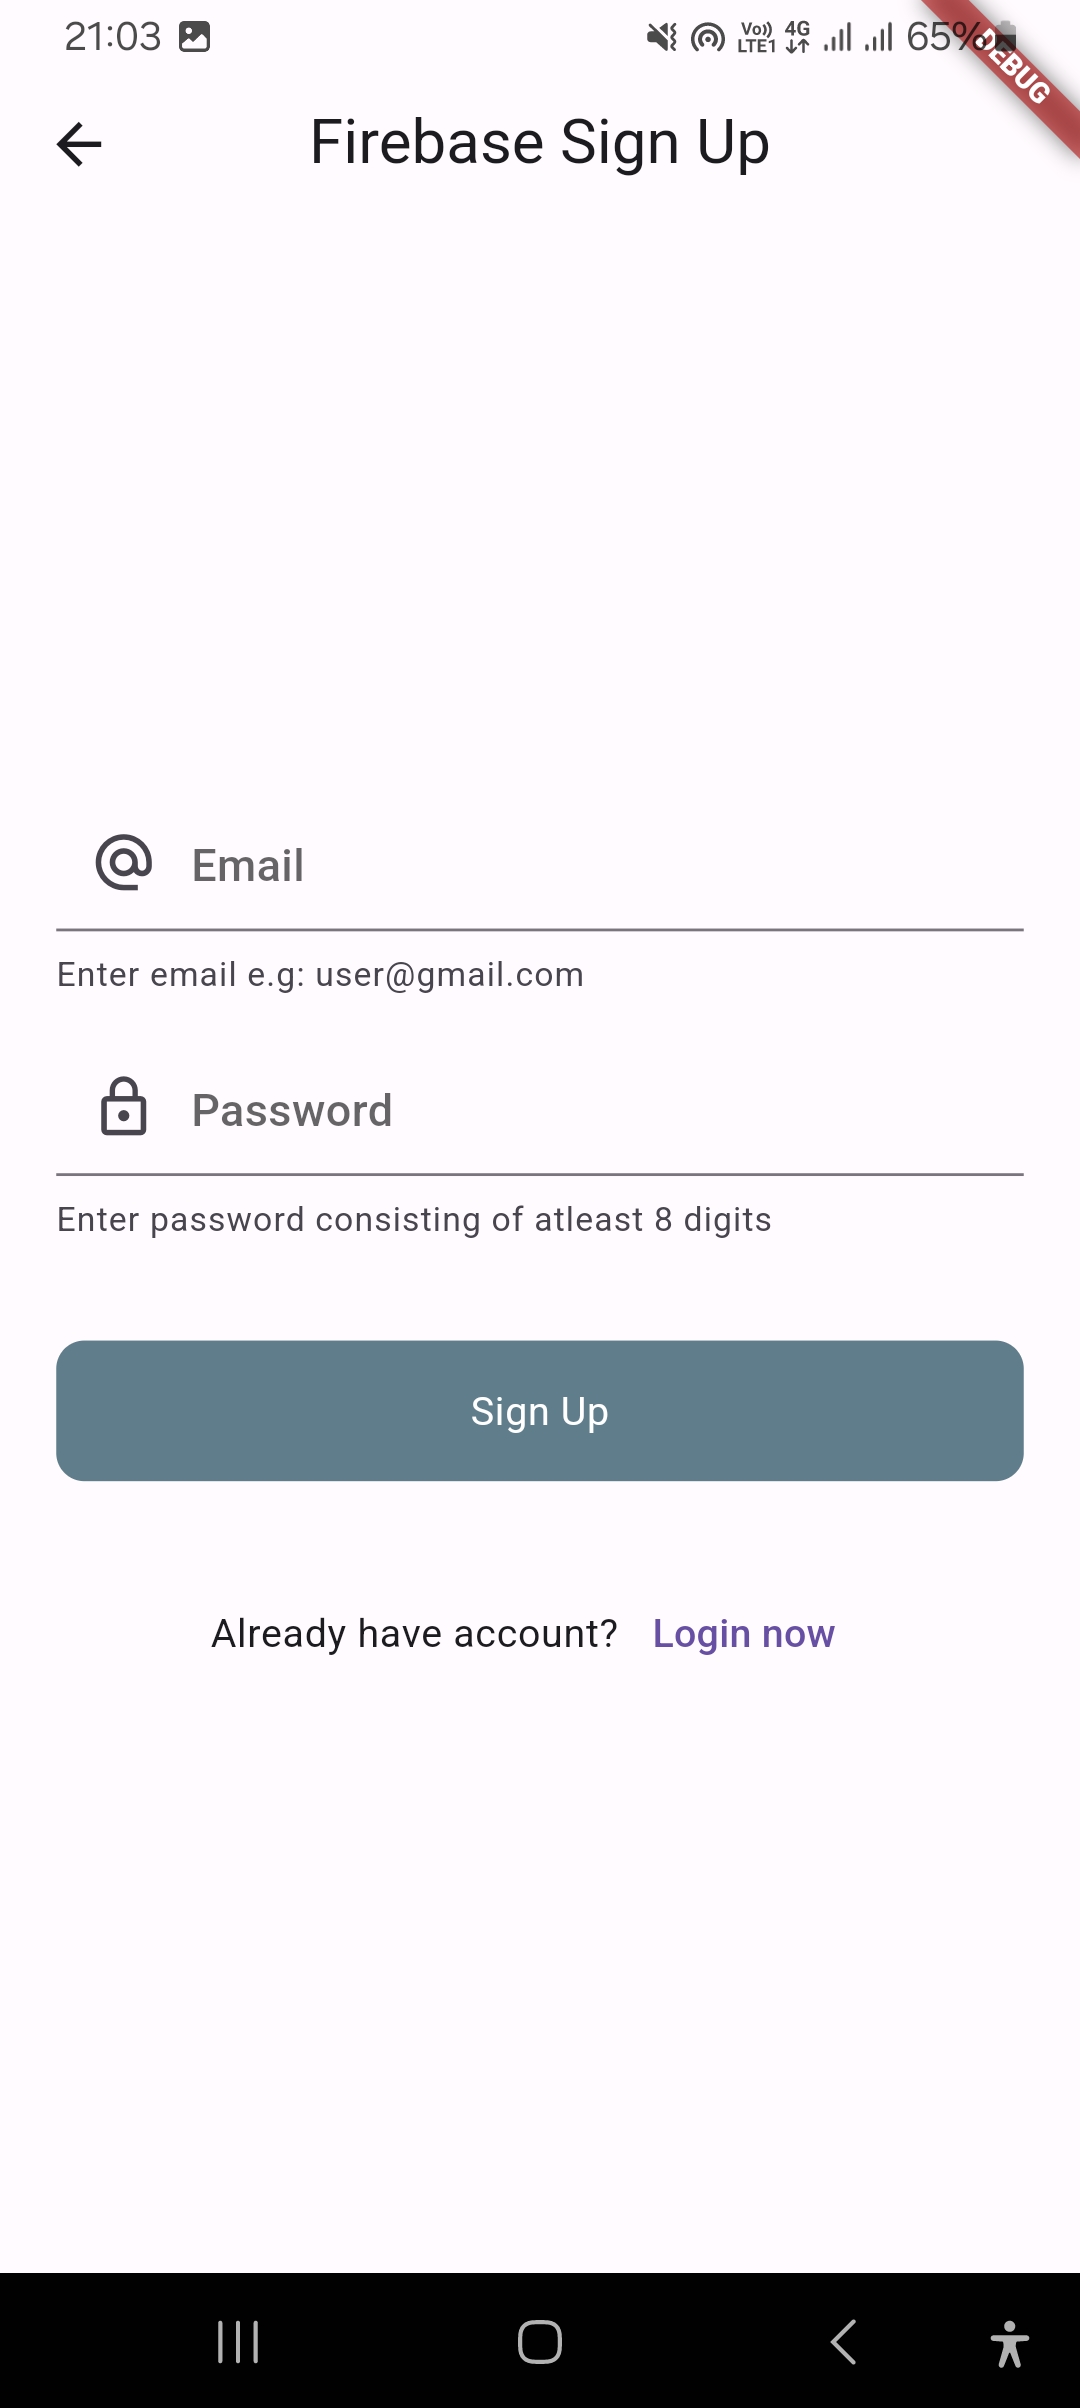 21:03 Vo)) LTE1 4G 65%
DEBUG
Firebase Sign Up
Email
Enter email e.g: user@gmail.com
Password
Enter password consisting of atleast 8 digits
Sign Up
Already have account? Login now